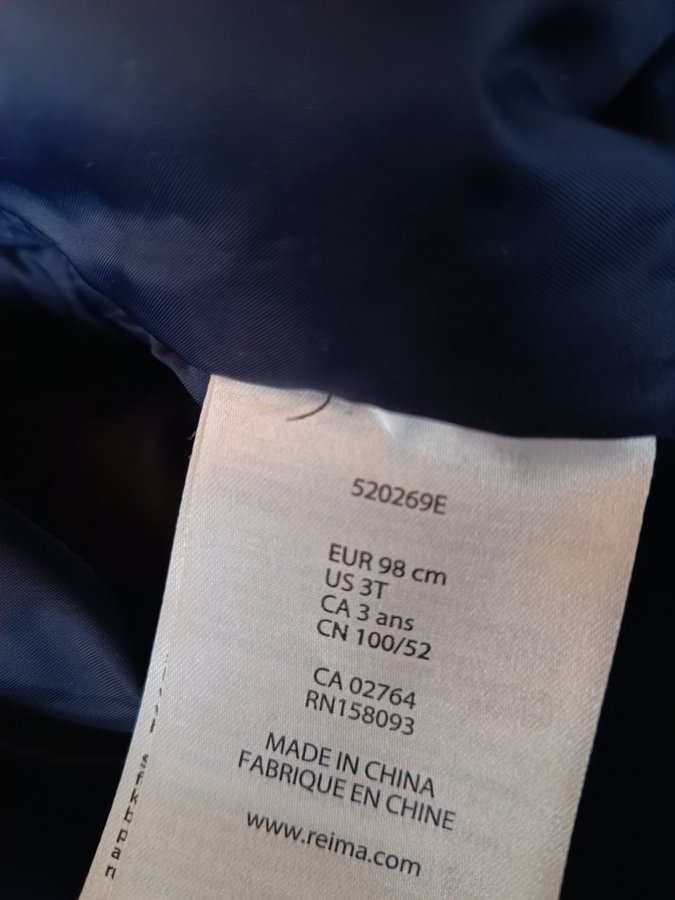 520269E
EUR 98 cm
US 3T
CA 3 ans
CN 100/52
CA 02764
RN158093
MADE IN CHINA
FABRIQUE EN CHINE
www.reima.com